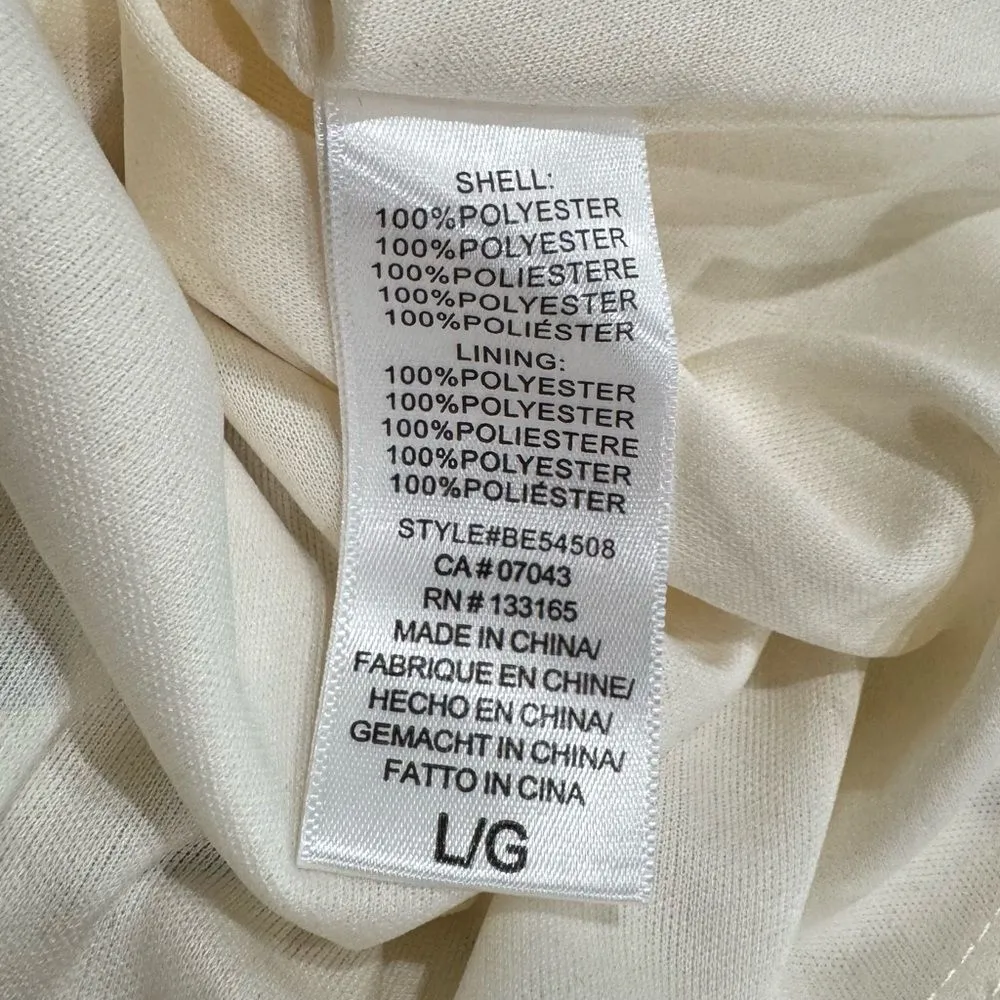 SHELL:
100%POLYESTER
100%POLYESTER
100%POLIESTERE
100%POLYESTER
100%POLIÉSTER
LINING:
100%POLYESTER
100%POLYESTER
100%POLIESTERE
100%POLYESTER
100%POLIÉSTER
STYLE#BE54508
CA#07043
RN#133165
MADE IN CHINA/
FABRIQUE EN CHINE/
HECHO EN CHINA/
GEMACHT IN CHINA/
FATTO IN CINA
L/G